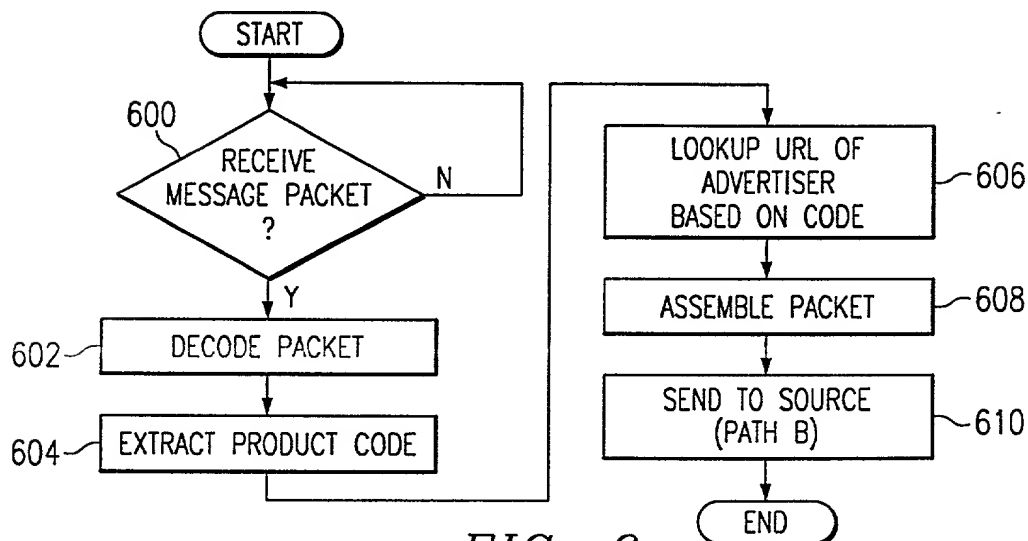 START
600
RECEIVE
MESSAGE PACKET
?
N
Y
602
DECODE PACKET
604
EXTRACT PRODUCT CODE
LOOKUP URL OF
ADVERTISER
BASED ON CODE
606
ASSEMBLE PACKET
608
SEND TO SOURCE
(PATH B)
610
END
FIG.